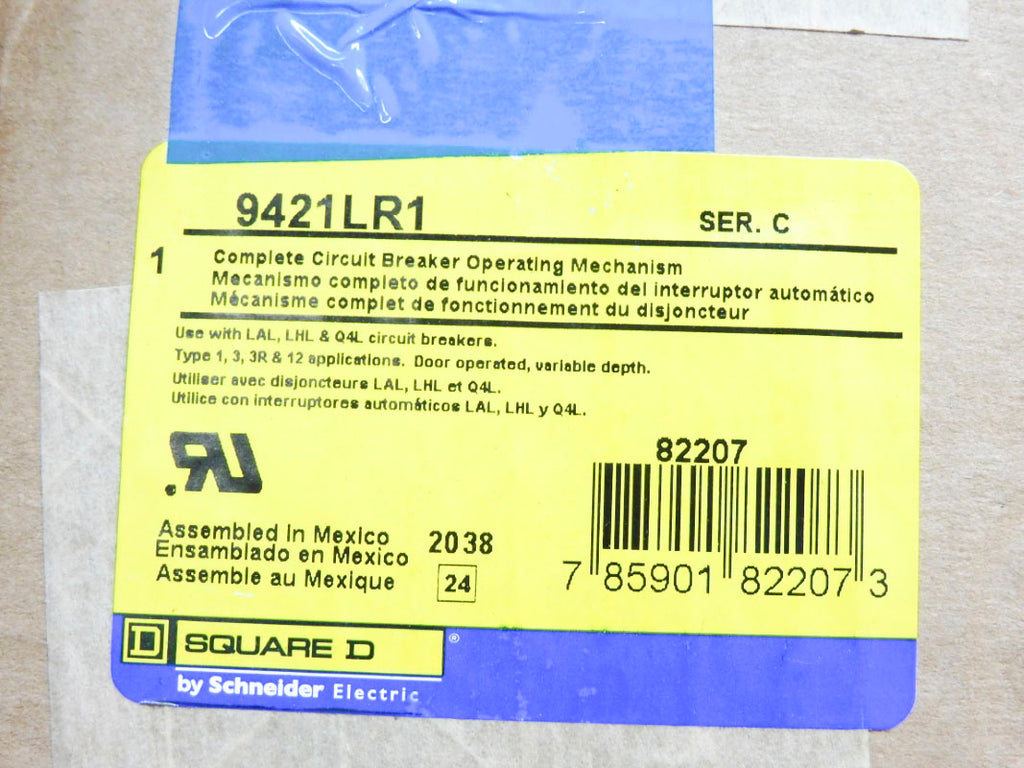 9421LR1
SER. C
1
Complete Circuit Breaker Operating Mechanism
Mecanismo completo de funcionamiento del interruptor automático
Mécanisme complet de fonctionnement du disjoncteur
Use with LAL, LHL & Q4L circuit breakers.
Type 1, 3, 3R & 12 applications. Door operated, variable depth.
Utiliser avec disjoncteurs LAL, LHL et Q4L.
Utilice con interruptores automáticos LAL, LHL y Q4L.
82207
Assembled In Mexico
Ensamblado en Mexico
Assemble au Mexique
2038
24
7 85901 82207 3
D SQUARE D ®
by Schneider Electric